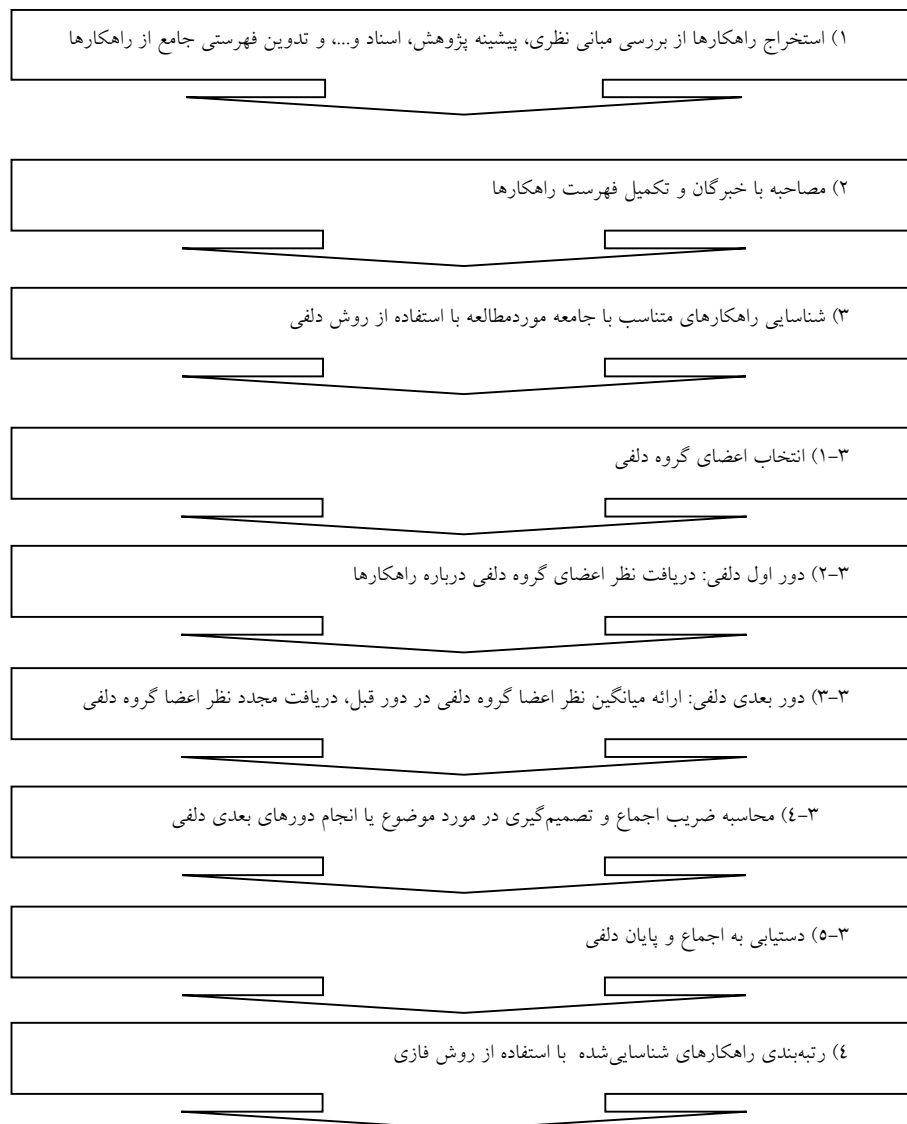 ۱) استخراج راهکارها از بررسی مبانی نظری، پیشینه پژوهش، اسناد و...، و تدوین فهرستی جامع از راهکارها
۲) مصاحبه با خبرگان و تکمیل فهرست راهکارها
۳) شناسایی راهکارهای متناسب با جامعه موردمطالعه با استفاده از روش دلفی
۳-۱) انتخاب اعضای گروه دلفی
۳-۲) دور اول دلفی: دریافت نظر اعضای گروه دلفی درباره راهکارها
۳-۳) دور بعدی دلفی: ارائه میانگین نظر اعضا گروه دلفی در دور قبل، دریافت مجدد نظر اعضا گروه دلفی
۳-٤) محاسبه ضریب اجماع و تصمیم‌گیری در مورد موضوع یا انجام دورهای بعدی دلفی
۳-٥) دستیابی به اجماع و پایان دلفی
٤) رتبه‌بندی راهکارهای شناسایی‌شده با استفاده از روش فازی